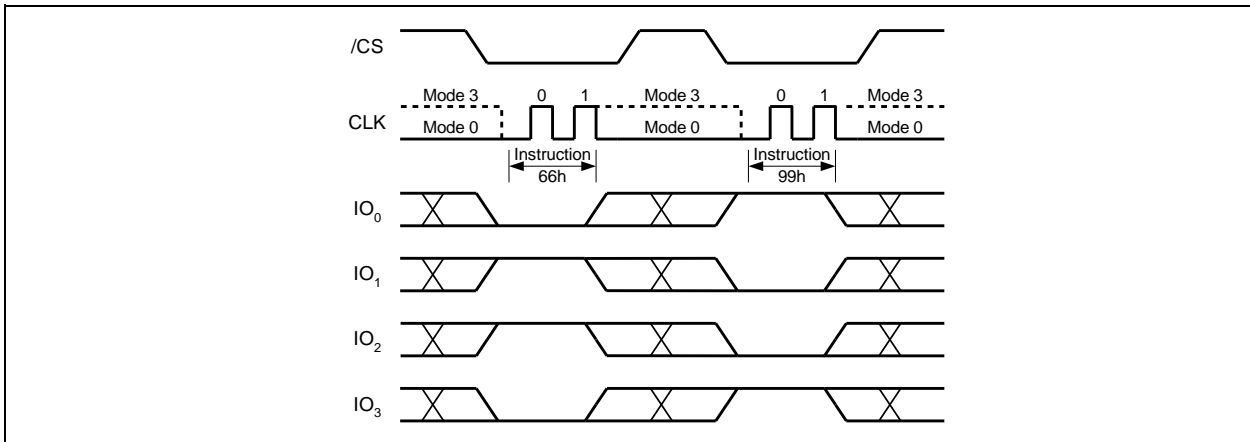 /CS
Mode 3 0 1 Mode 3 0 1 Mode 3
CLK
Mode 0 Mode 0 Mode 0
Instruction Instruction
66h 99h
IO0
IO1
IO2
IO3